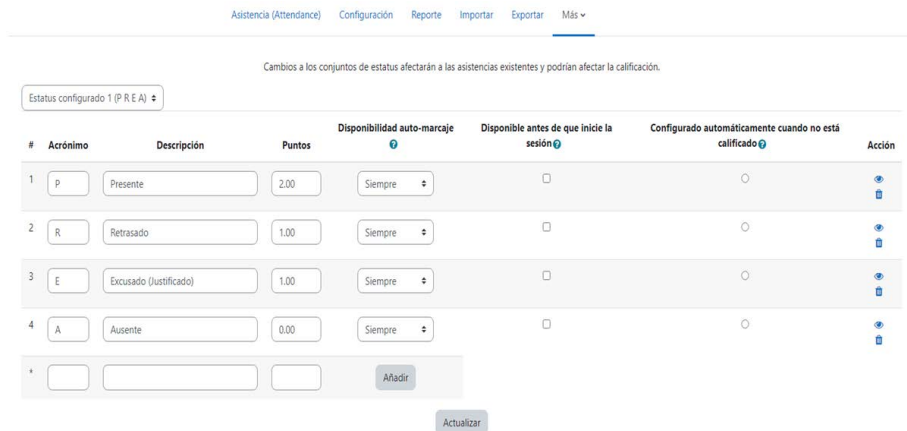 Asistencia (Attendance) Configuración Reporte Importar Exportar Más
Cambios a los conjuntos de estatus afectarán a las asistencias existentes y podrían afectar la calificación.
Estatus configurado 1 (P R E A)
# Acrónimo Descripción Puntos Disponibilidad auto-marcaje Disponible antes de que inicie la sesión Configurado automáticamente cuando no está calificado Acción
1 P Presente 2.00 Siempre
2 R Retrasado 1.00 Siempre
3 E Excusado (Justificado) 1.00 Siempre
4 A Ausente 0.00 Siempre
* Añadir
Actualizar